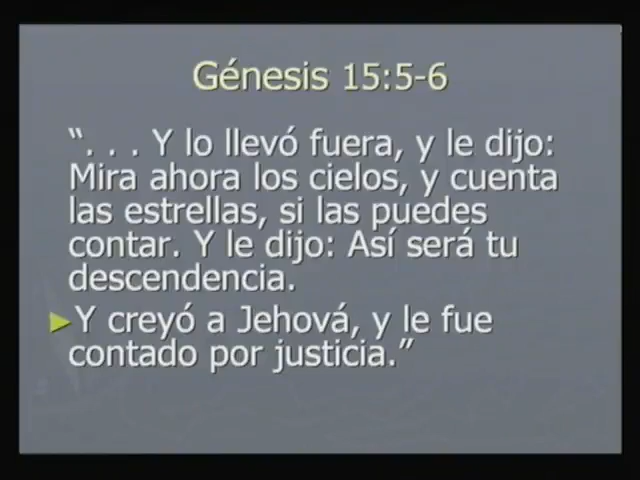 Génesis 15:5-6
“. . . Y lo llevó fuera, y le dijo:
Mira ahora los cielos, y cuenta
las estrellas, si las puedes
contar. Y le dijo: Así será tu
descendencia.
►Y creyó a Jehová, y le fue
contado por justicia.”